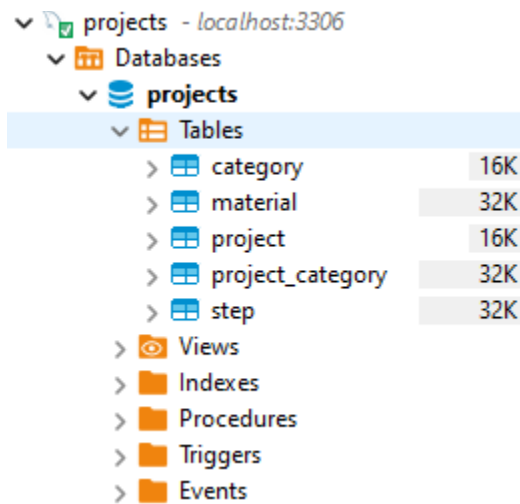 projects - localhost:3306
Databases
projects
Tables
category 16K
material 32K
project 16K
project_category 32K
step 32K
Views
Indexes
Procedures
Triggers
Events